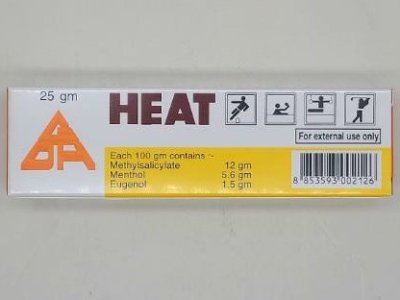 25 gm
HEAT
For external use only
Each 100 gm contains :-
Methylsalicylate 12 gm
Menthol 5.6 gm
Eugenol 1.5 gm
8 853593 002126